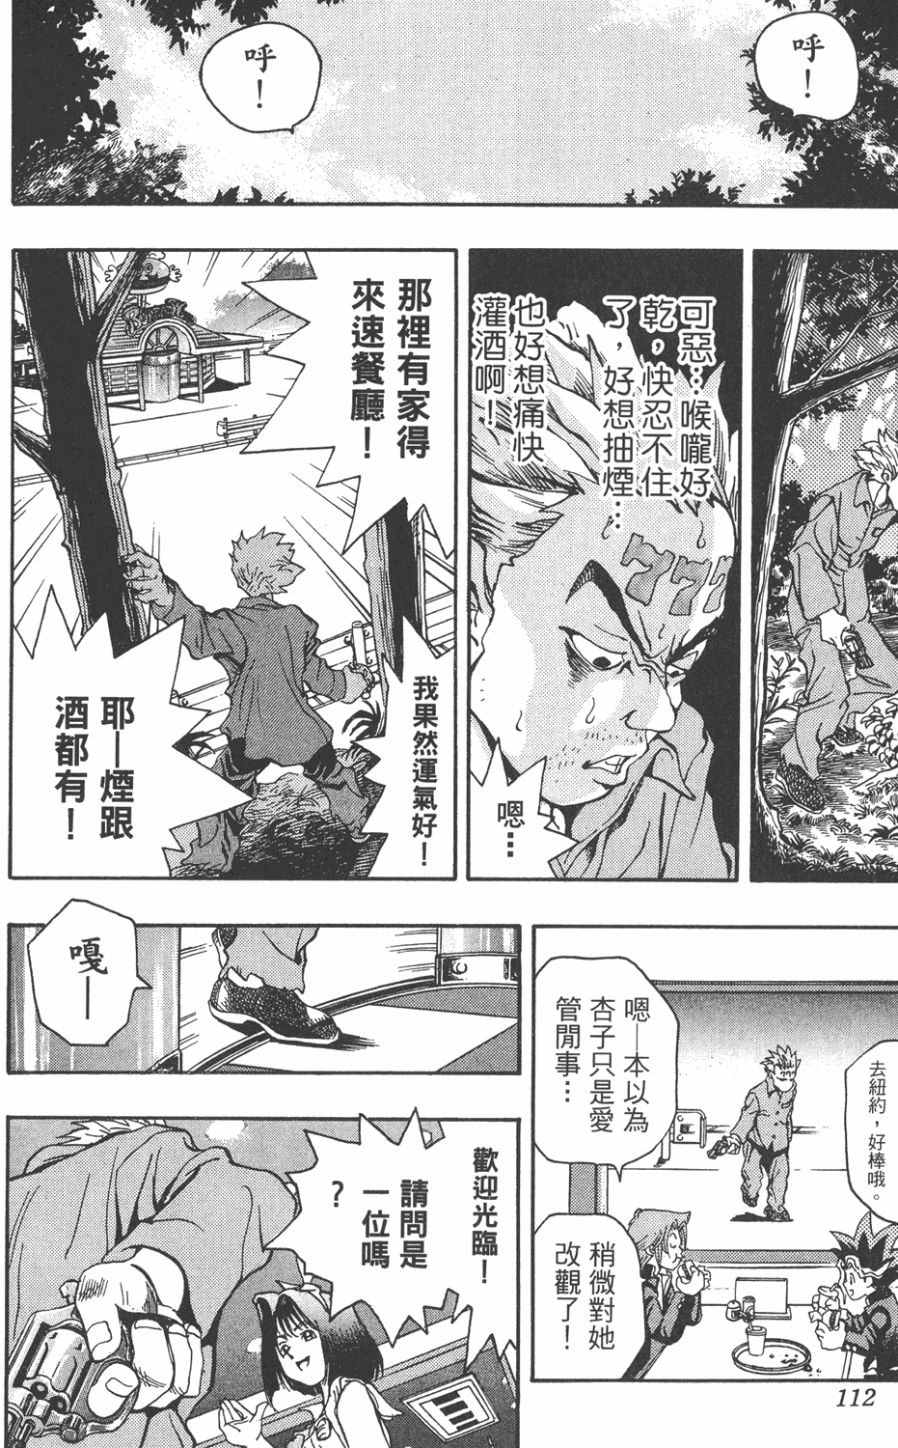 呼！
呼！
可惡…喉嚨好
乾，快忍不住
了，好想抽煙…
也好想痛快
灌酒啊！
777
嗯…
那裡有家得
來速餐廳！
我果然運氣好！
耶—煙跟
酒都有！
去紐約，好棒哦。
嗯—本以為
杏子只是愛
管閒事…
稍微對她
改觀了！
嘎—
歡迎光臨！
請問是
一位嗎
？
112